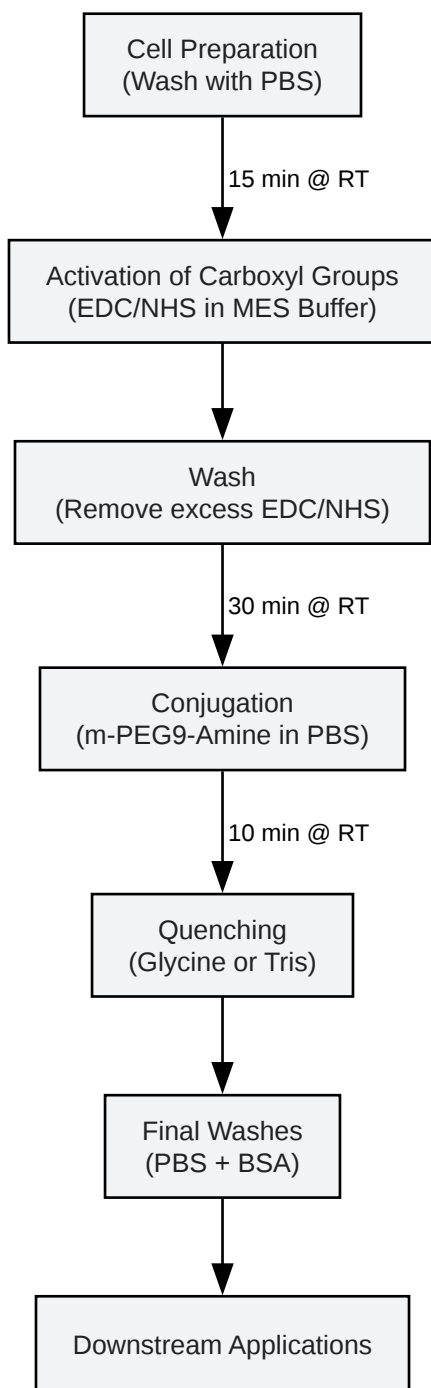 Cell Preparation
(Wash with PBS)
15 min @ RT
Activation of Carboxyl Groups
(EDC/NHS in MES Buffer)
Wash
(Remove excess EDC/NHS)
30 min @ RT
Conjugation
(m-PEG9-Amine in PBS)
10 min @ RT
Quenching
(Glycine or Tris)
Final Washes
(PBS + BSA)
Downstream Applications